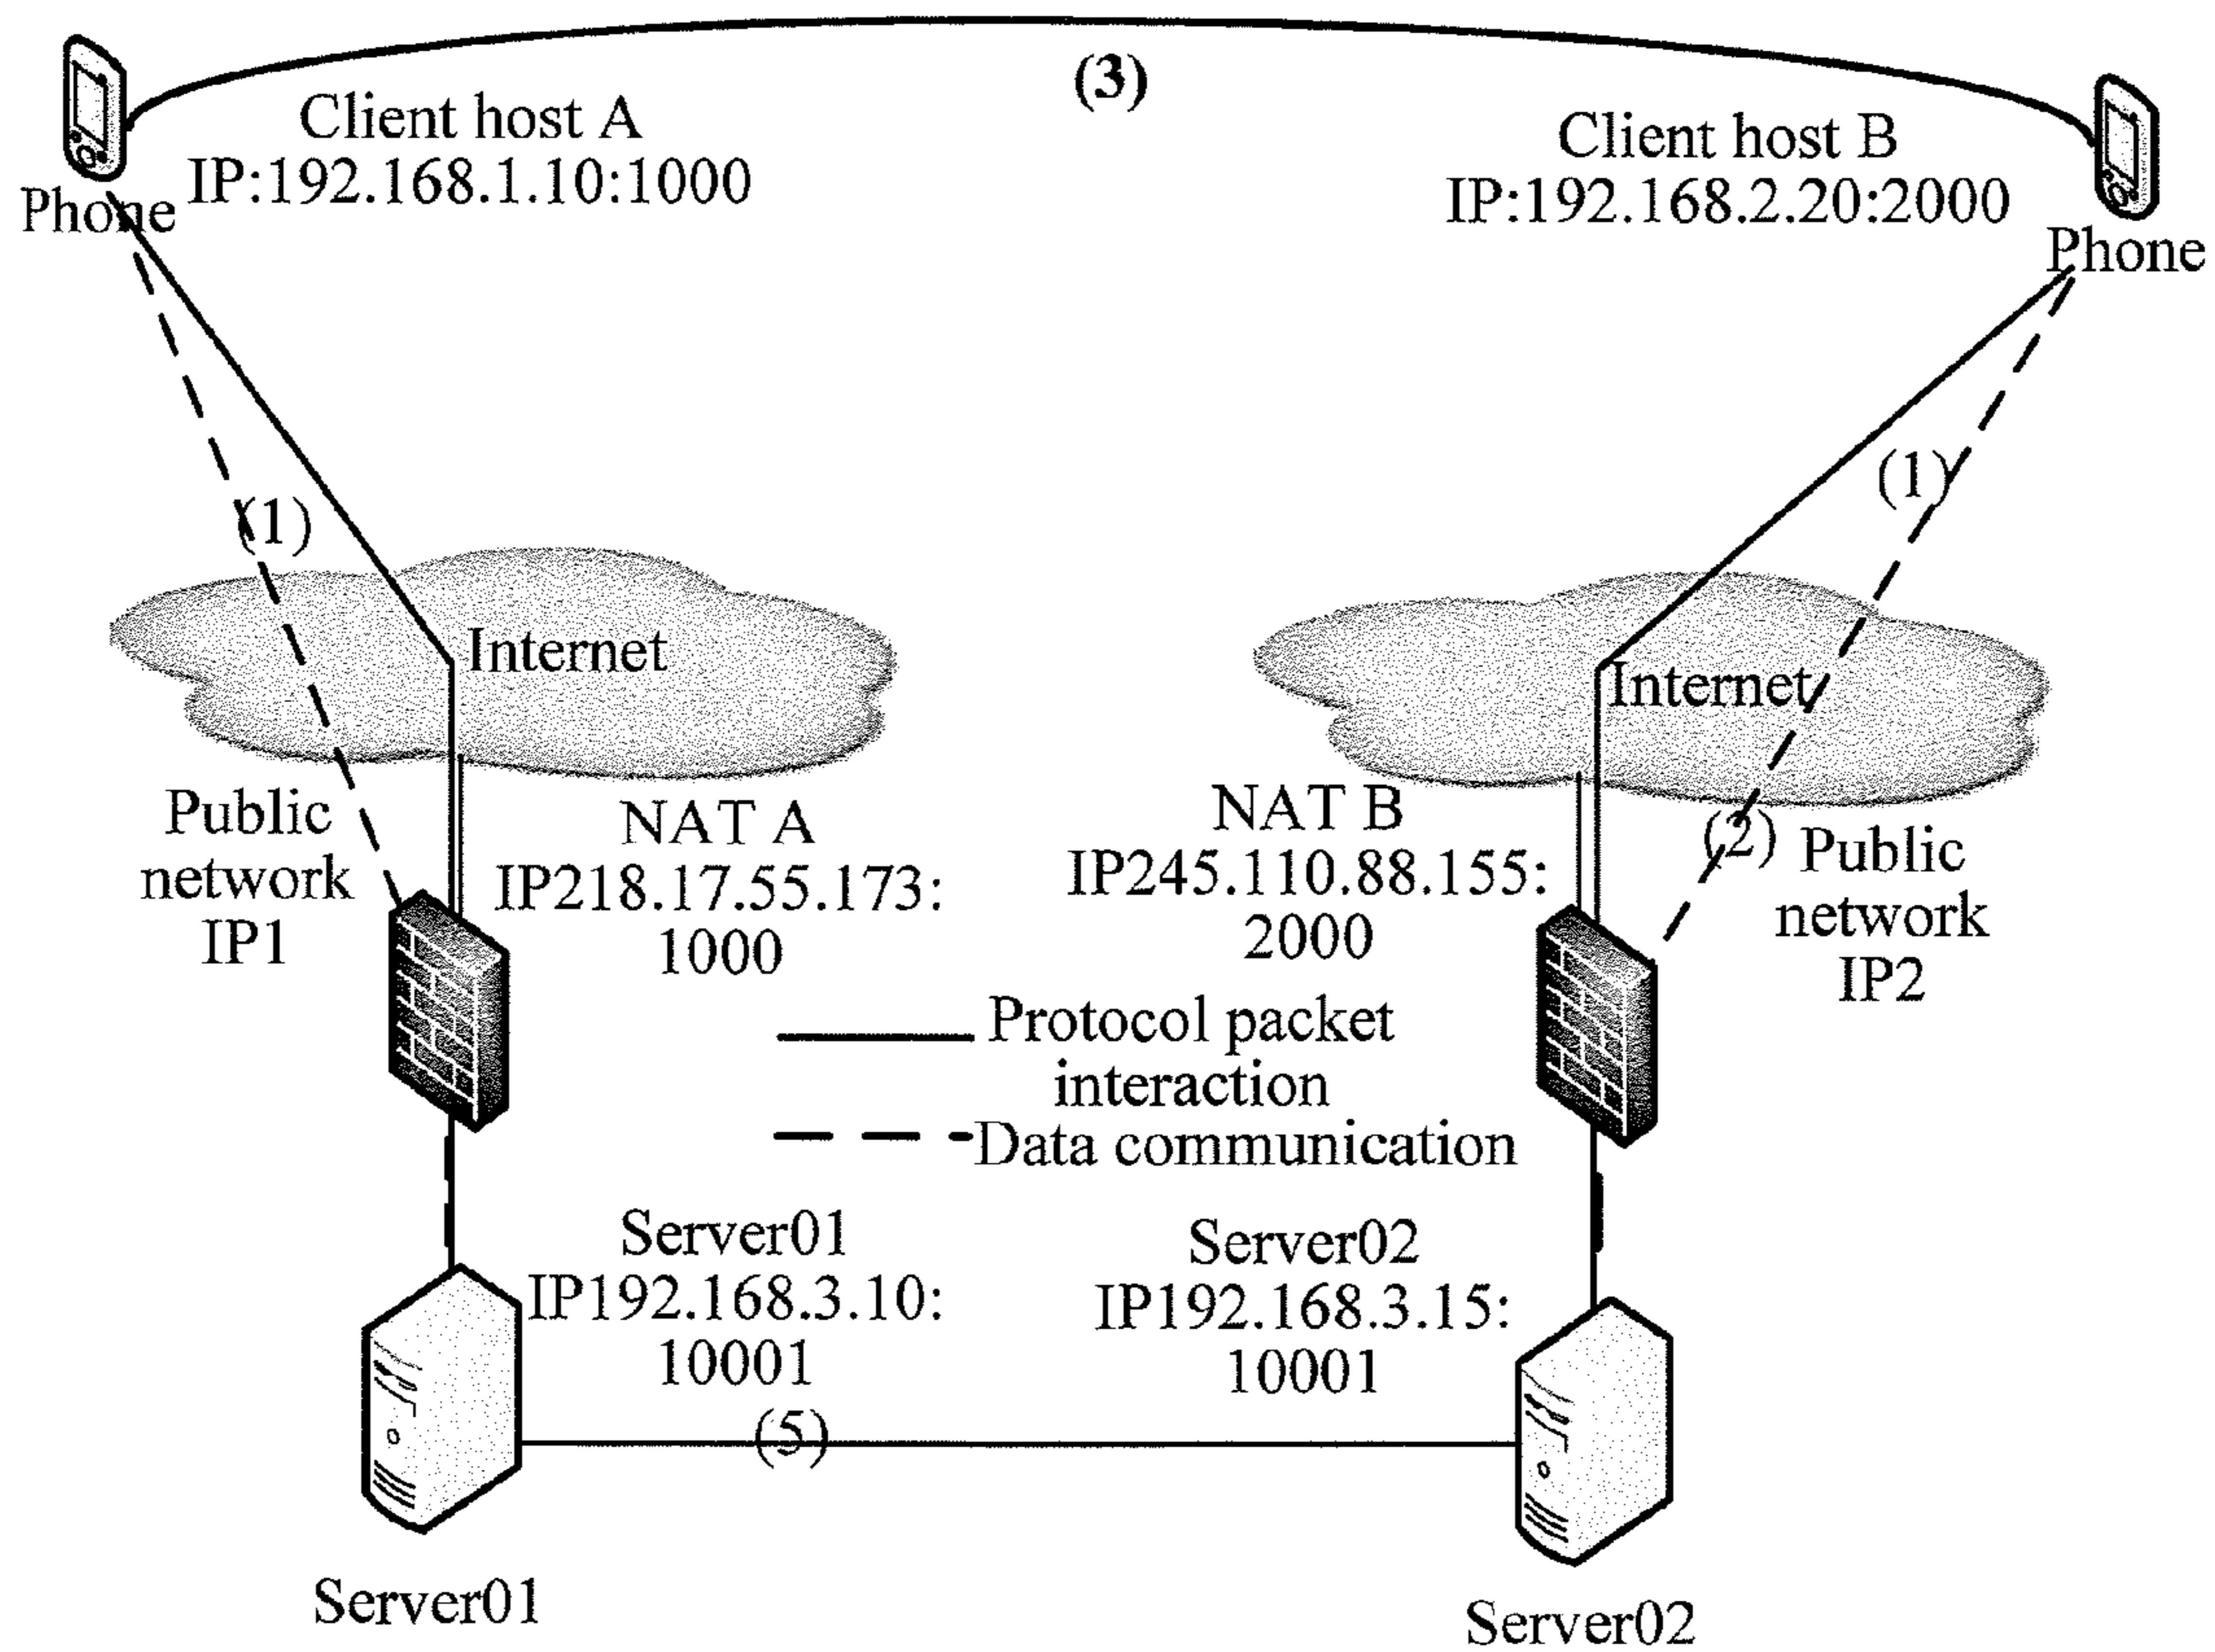 (3)
Client host A
IP:192.168.1.10:1000
Phone
Client host B
IP:192.168.2.20:2000
Phone
(1)
(1)
Internet
Internet
Public
network
IP1
NAT A
IP218.17.55.173:
1000
NAT B
IP245.110.88.155:
2000
(2)
Public
network
IP2
Protocol packet
interaction
Data communication
Server01
IP192.168.3.10:
10001
Server02
IP192.168.3.15:
10001
(5)
Server01
Server02